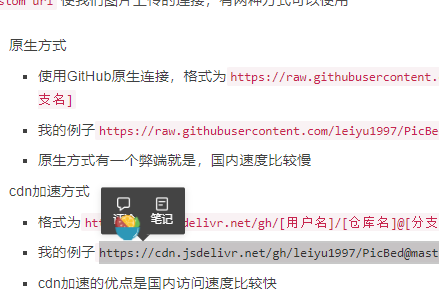 stom url 使我们图片上传的连接，有两种方式可以使用
原生方式
使用GitHub原生连接，格式为 https://raw.githubusercontent.
支名]
我的例子 https://raw.githubusercontent.com/leiyu1997/PicBed
原生方式有一个弊端就是，国内速度比较慢
cdn加速方式
笔记
格式为 delivr.net/gh/[用户名]/[仓库名]@[分支
我的例子 https://cdn.jsdelivr.net/gh/leiyu1997/PicBed@mast
cdn加速的优点是国内访问速度比较快